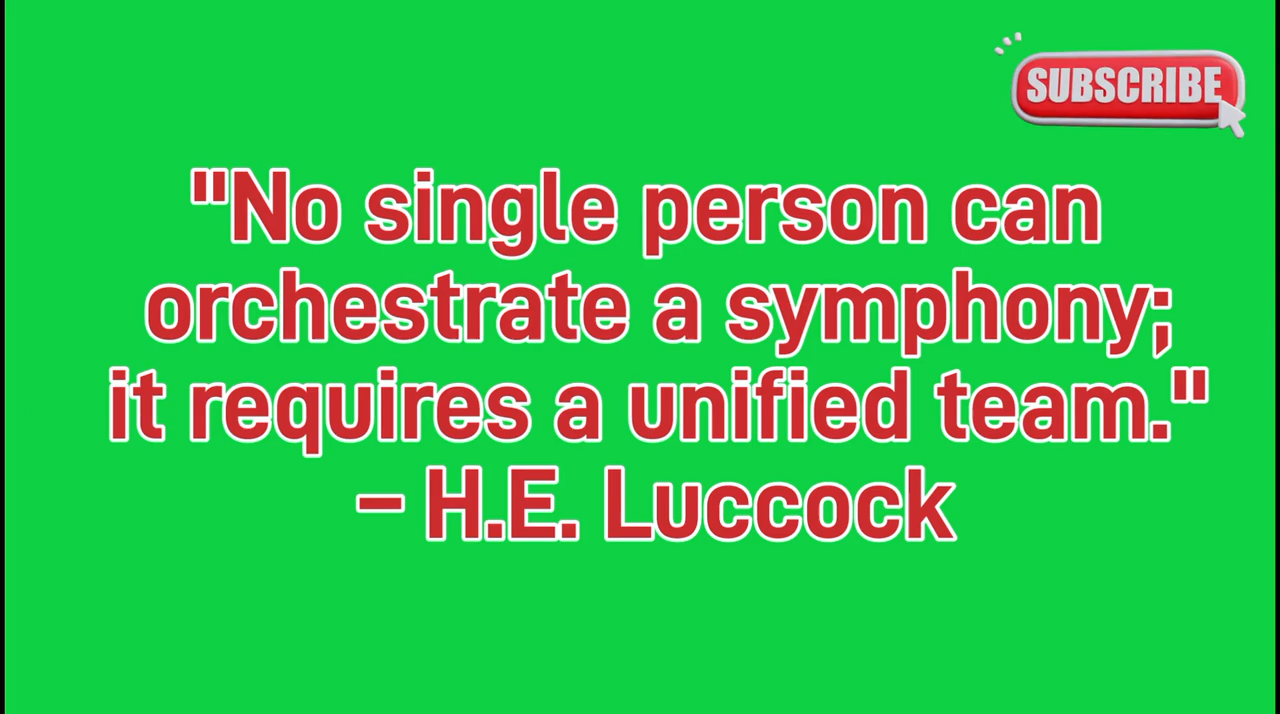 SUBSCRIBE
"No single person can
orchestrate a symphony;
it requires a unified team."
– H.E. Luccock